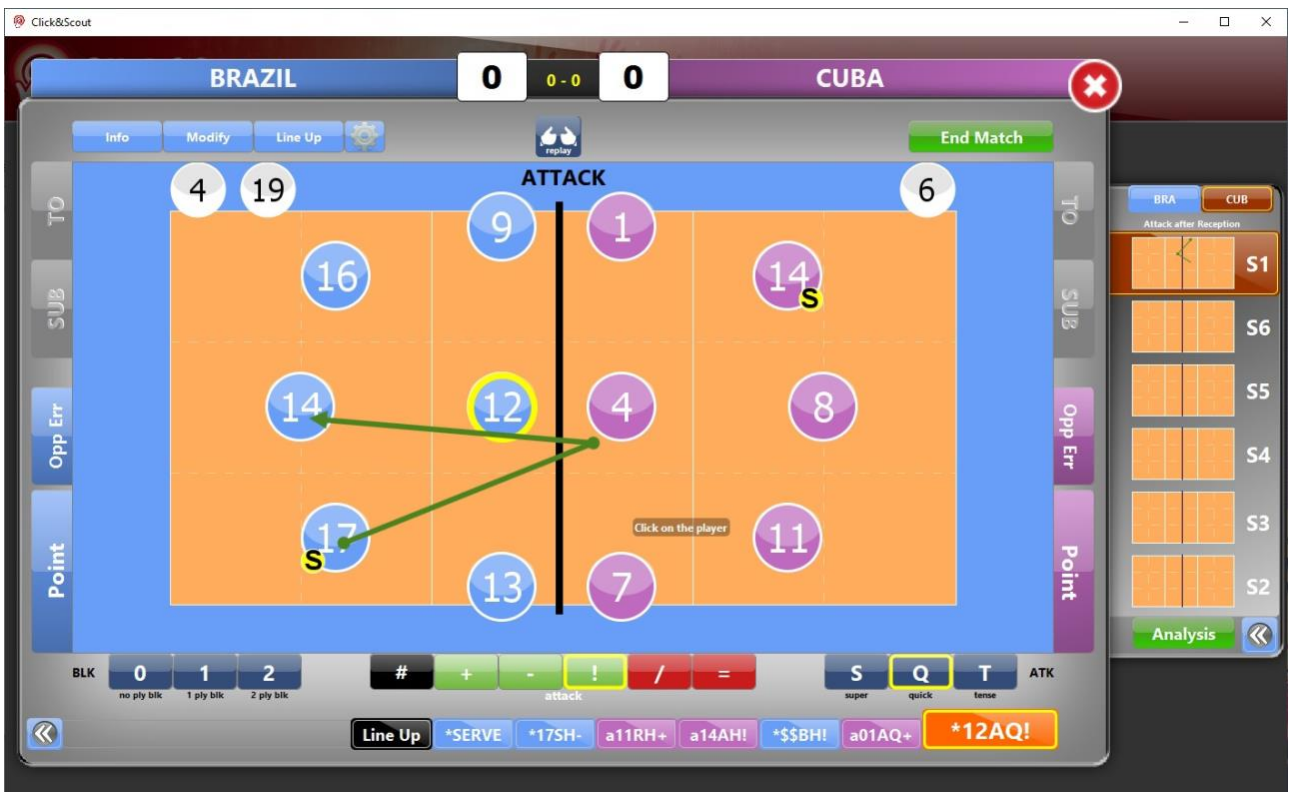 Click&Scout
BRAZIL 0 0 - 0 0 CUBA
Info Modify Line Up replay End Match
TO
SUB
Opp Err
Point
4 19 ATTACK 6
9 1
16 14 S
14 12 4 8
17 S 11
Click on the player
13 7
TO
SUB
Opp Err
Point
BRA CUB
Attack after Reception
S1
S6
S5
S4
S3
S2
Analysis
BLK 0 1 2 # + - ! / = S Q T ATK
no ply blk 1 ply blk 2 ply blk attack super quick tense
Line Up *SERVE *17SH- a11RH+ a14AH! *$$BH! a01AQ+ *12AQ!